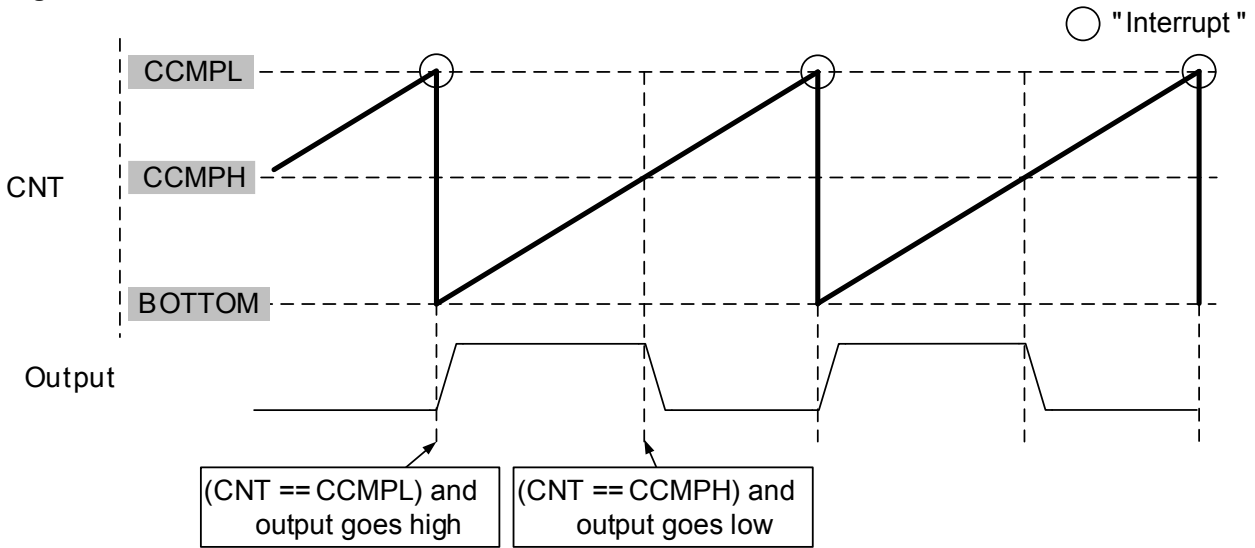 "Interrupt"
CCMPL
CCMPH
CNT
BOTTOM
Output
(CNT == CCMPL) and
output goes high
(CNT == CCMPH) and
output goes low